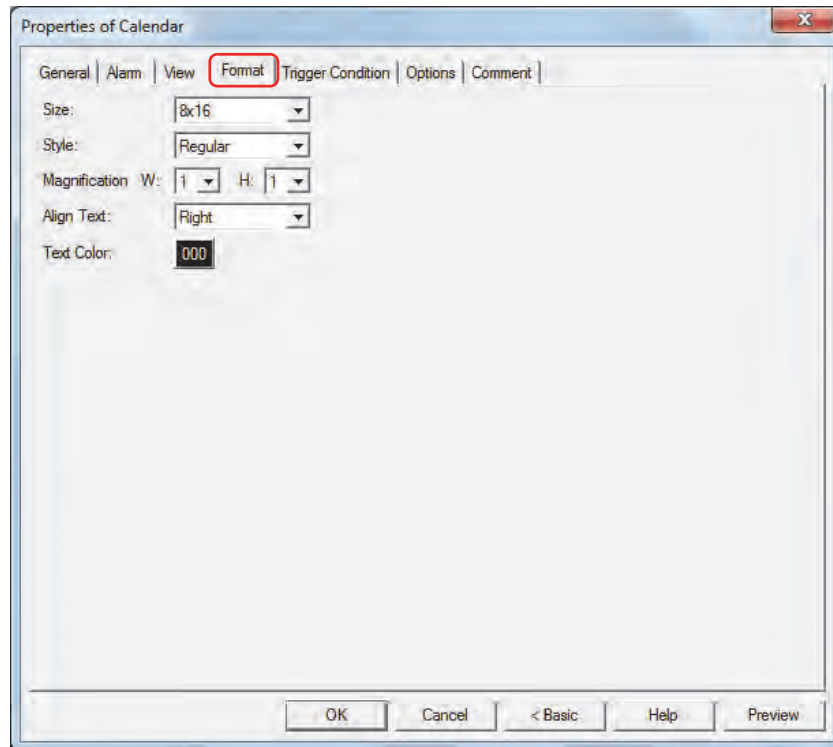 Properties of Calendar
General Alarm View Format Trigger Condition Options Comment
Size: 8x16
Style: Regular
Magnification W: 1 H: 1
Align Text: Right
Text Color: 000
OK Cancel < Basic Help Preview